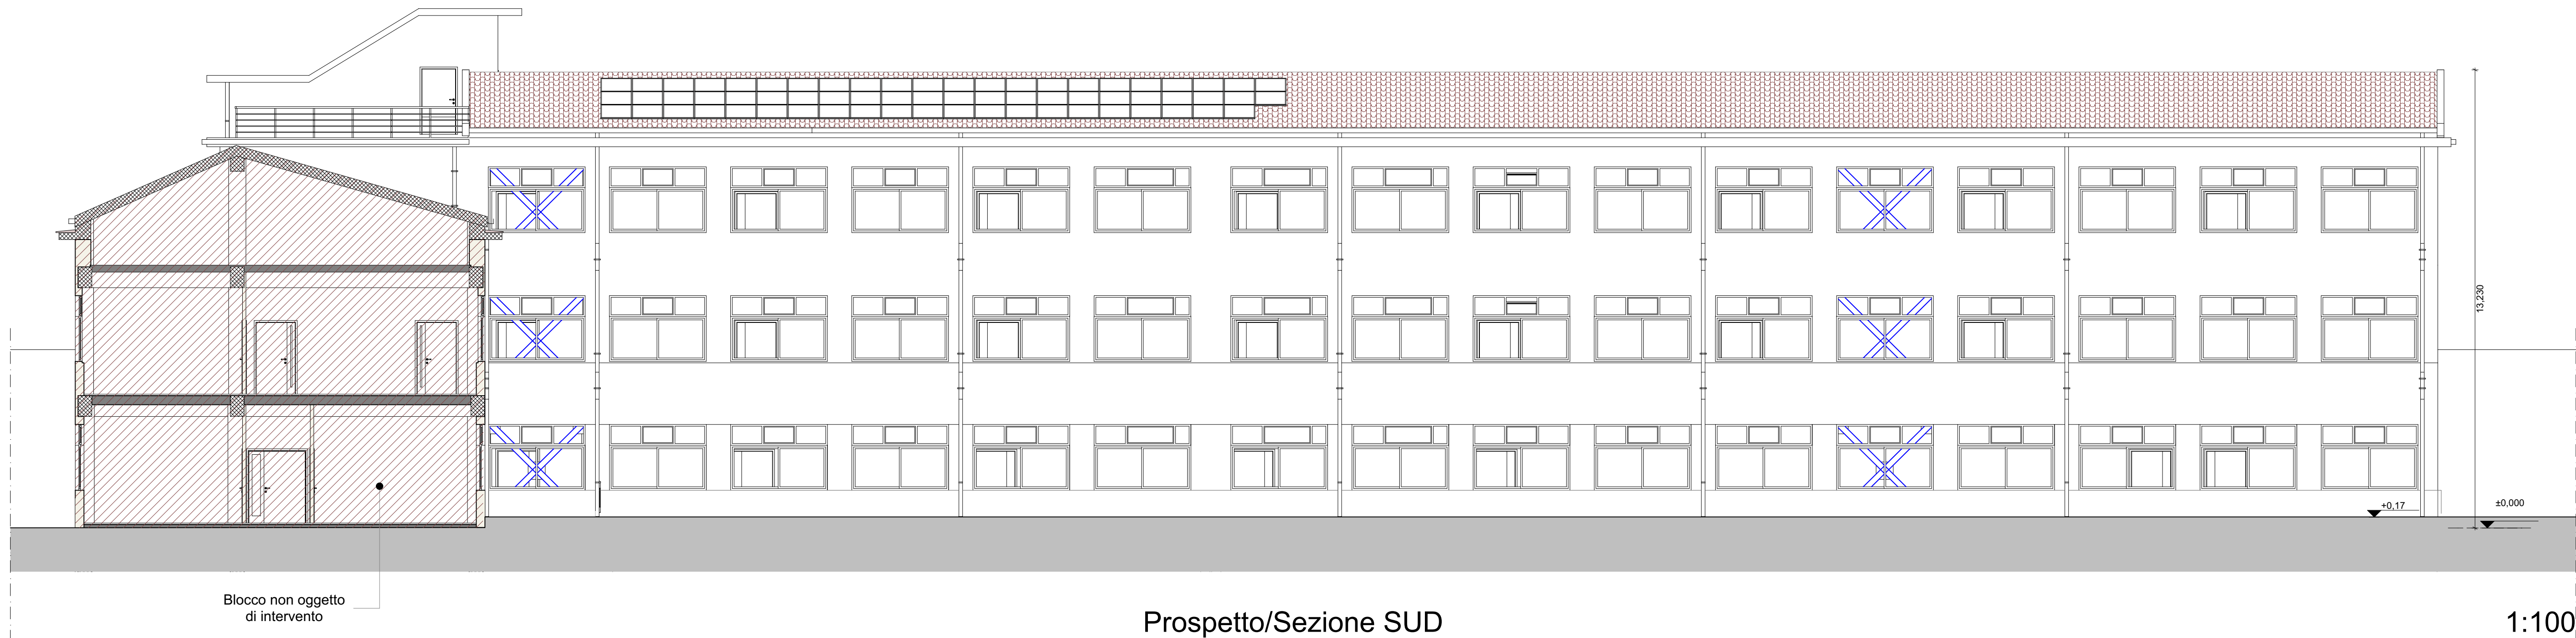 13,230
+0,17
±0,000
Blocco non oggetto
di intervento
Prospetto/Sezione SUD
1:100